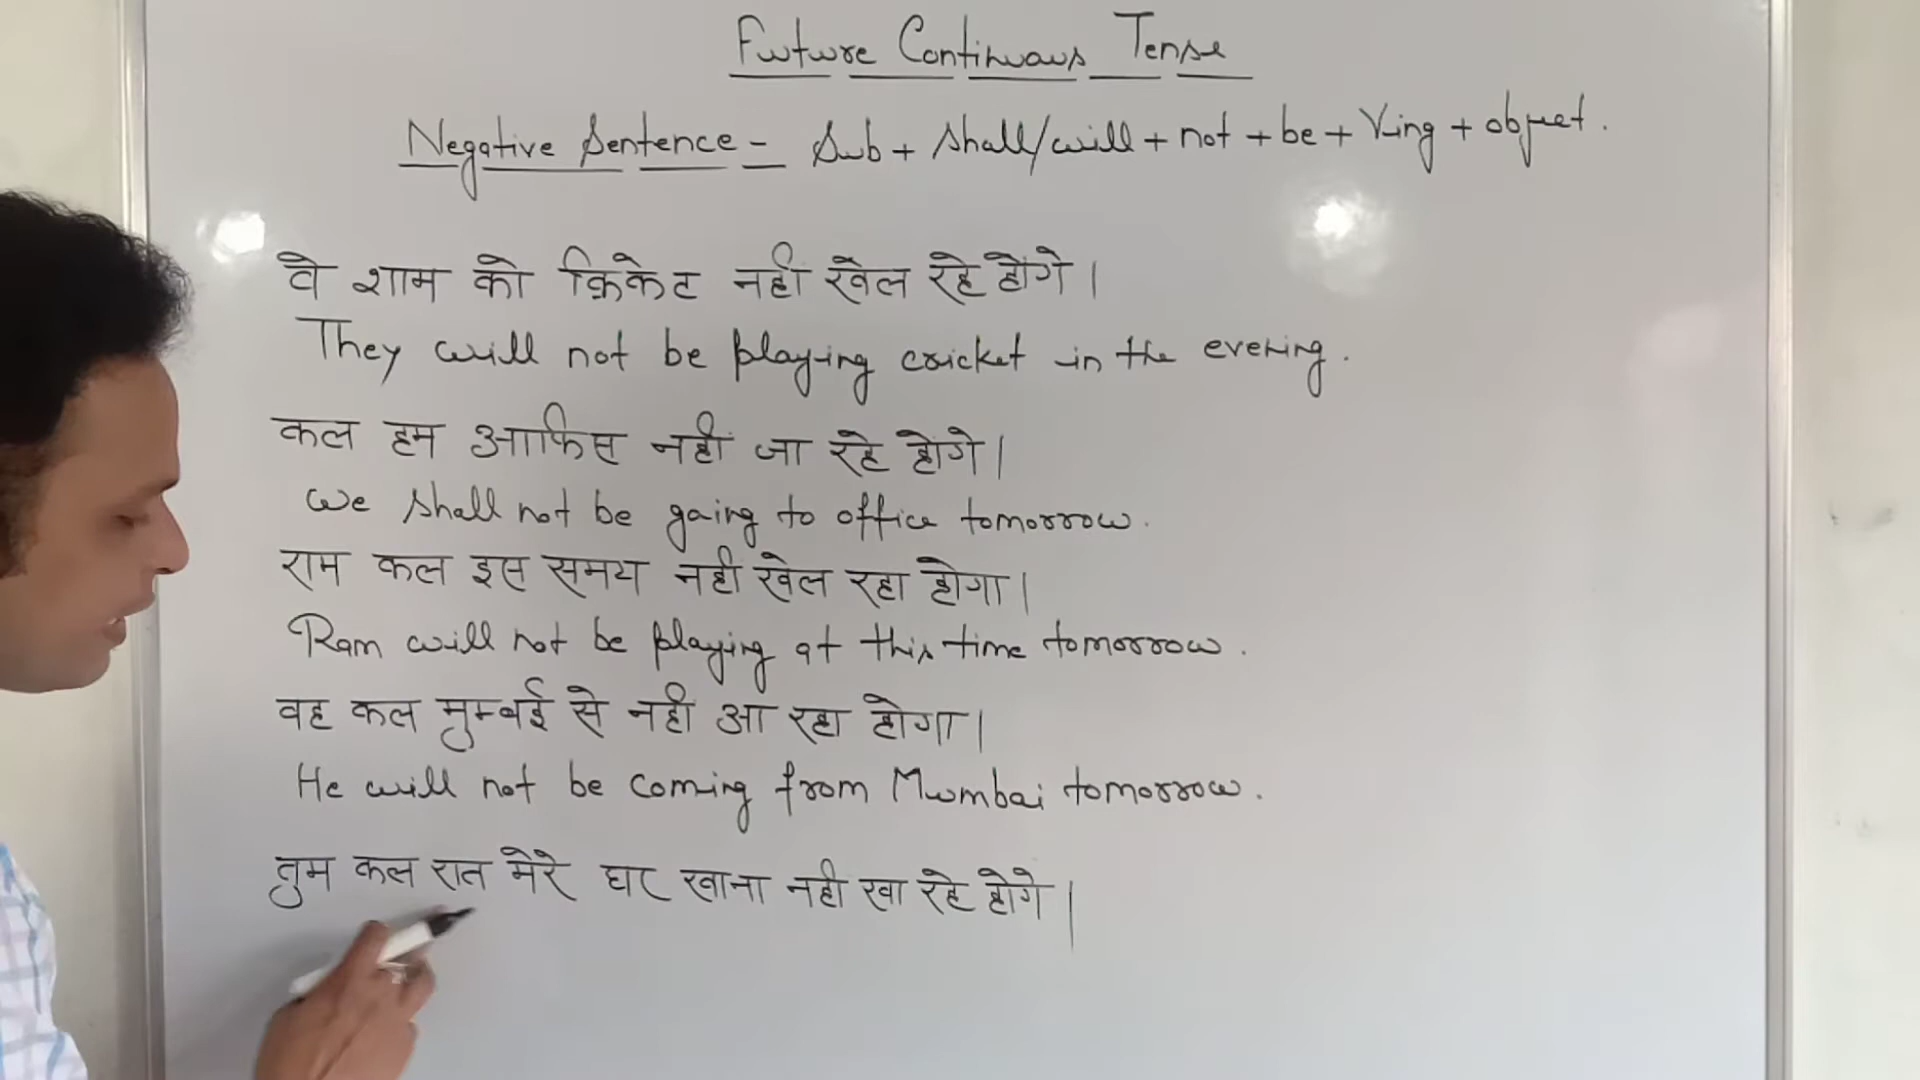 Future Continuous Tense
Negative Sentence - Sub + shall/will + not + be + Ving + object.
वे शाम को क्रिकेट नहीं खेल रहे होंगे।
They will not be playing cricket in the evening.
कल हम आफिस नहीं जा रहे होंगे।
We shall not be going to office tomorrow.
राम कल इस समय नही खेल रहा होगा।
Ram will not be playing at this time tomorrow.
वह कल मुम्बई से नही आ रहा होगा।
He will not be coming from Mumbai tomorrow.
तुम कल रात मेरे घर खाना नही खा रहे होगे।